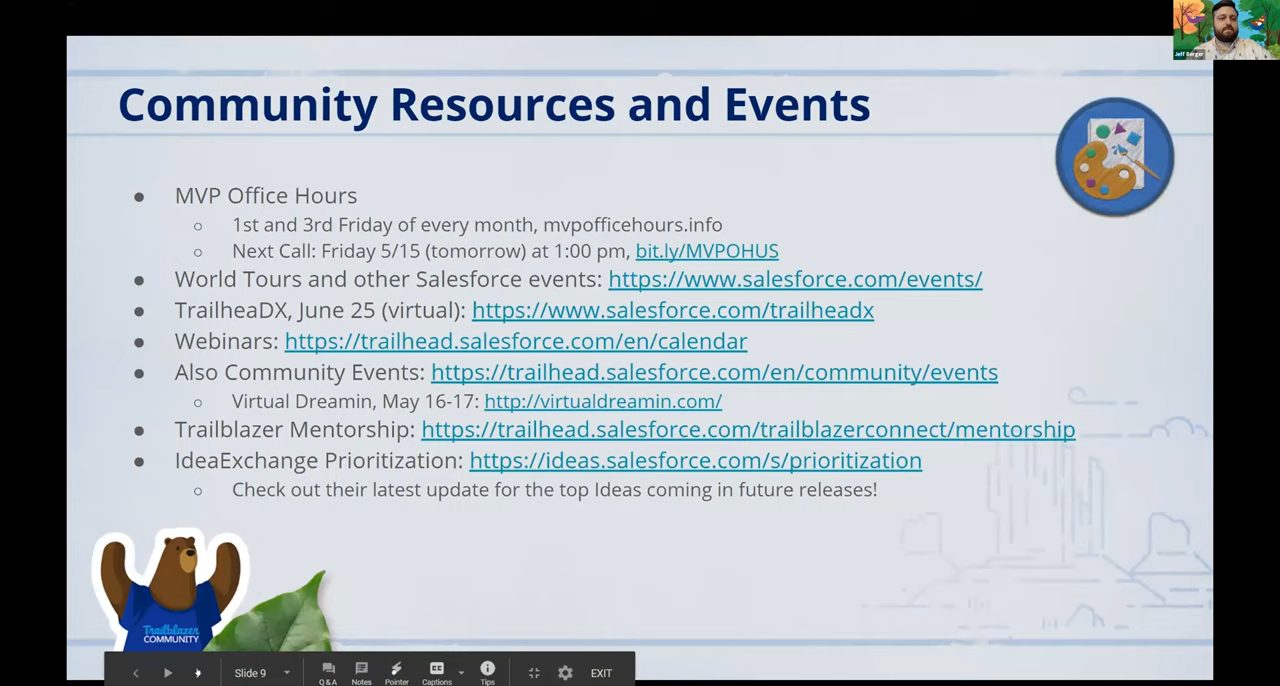 Jeff Berger
Community Resources and Events
● MVP Office Hours
○ 1st and 3rd Friday of every month, mvpofficehours.info
○ Next Call: Friday 5/15 (tomorrow) at 1:00 pm, bit.ly/MVPOHUS
● World Tours and other Salesforce events: https://www.salesforce.com/events/
● TrailheaDX, June 25 (virtual): https://www.salesforce.com/trailheadx
● Webinars: https://trailhead.salesforce.com/en/calendar
● Also Community Events: https://trailhead.salesforce.com/en/community/events
○ Virtual Dreamin, May 16-17: http://virtualdreamin.com/
● Trailblazer Mentorship: https://trailhead.salesforce.com/trailblazerconnect/mentorship
● IdeaExchange Prioritization: https://ideas.salesforce.com/s/prioritization
○ Check out their latest update for the top Ideas coming in future releases!
Trailblazer
COMMUNITY
Slide 9
Q&A Notes Pointer Captions Tips EXIT
CC